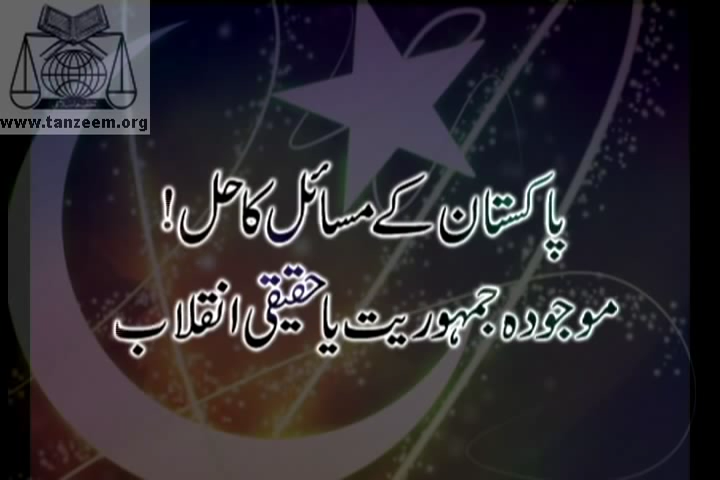 www.tanzeem.org
پاکستان کے مسائل کا حل!
موجودہ جمہوریت یا حقیقی انقلاب